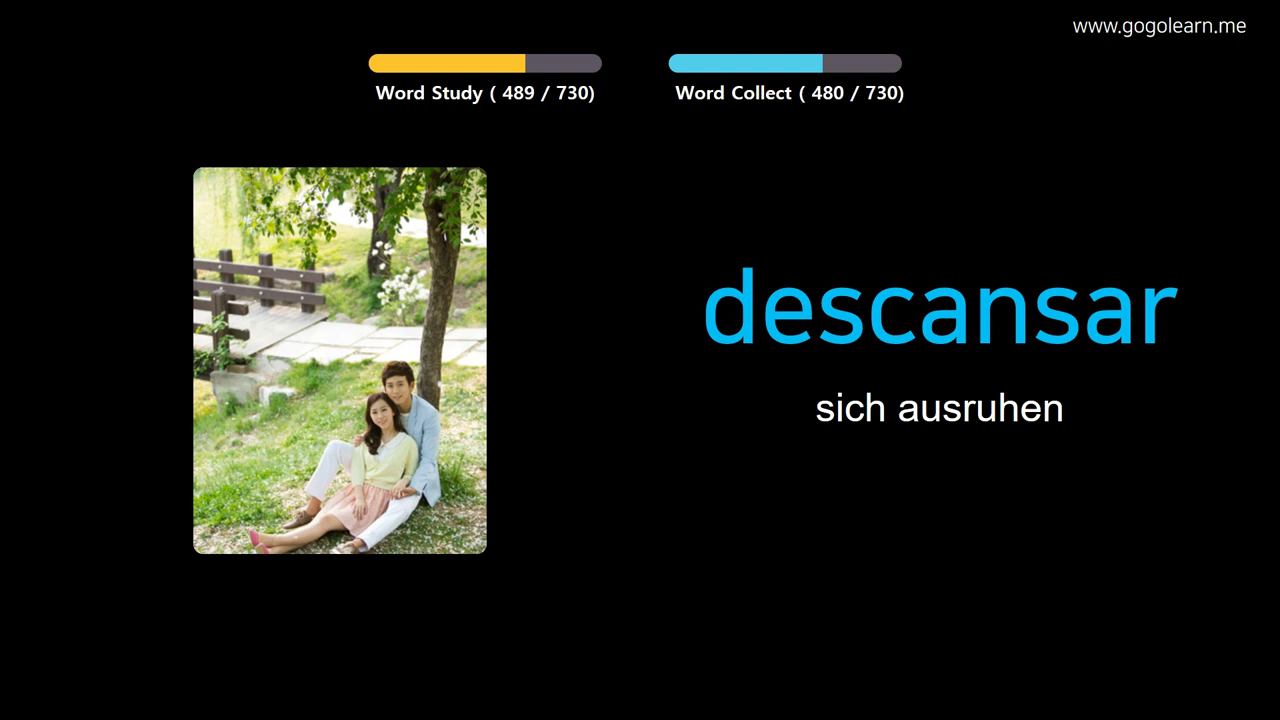 www.gogolearn.me
Word Study ( 489 / 730)
Word Collect ( 480 / 730)
descansar
sich ausruhen